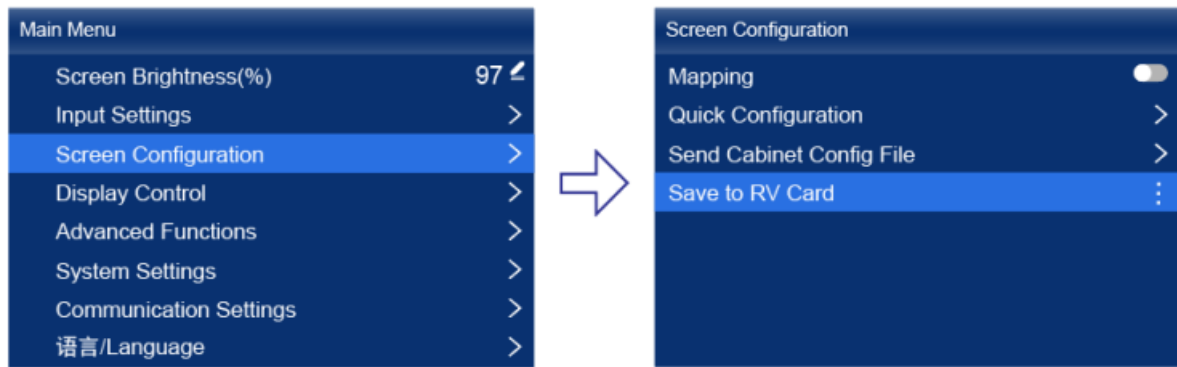 Main Menu
Screen Brightness(%) 97
Input Settings
Screen Configuration
Display Control
Advanced Functions
System Settings
Communication Settings
语言/Language
Screen Configuration
Mapping
Quick Configuration
Send Cabinet Config File
Save to RV Card